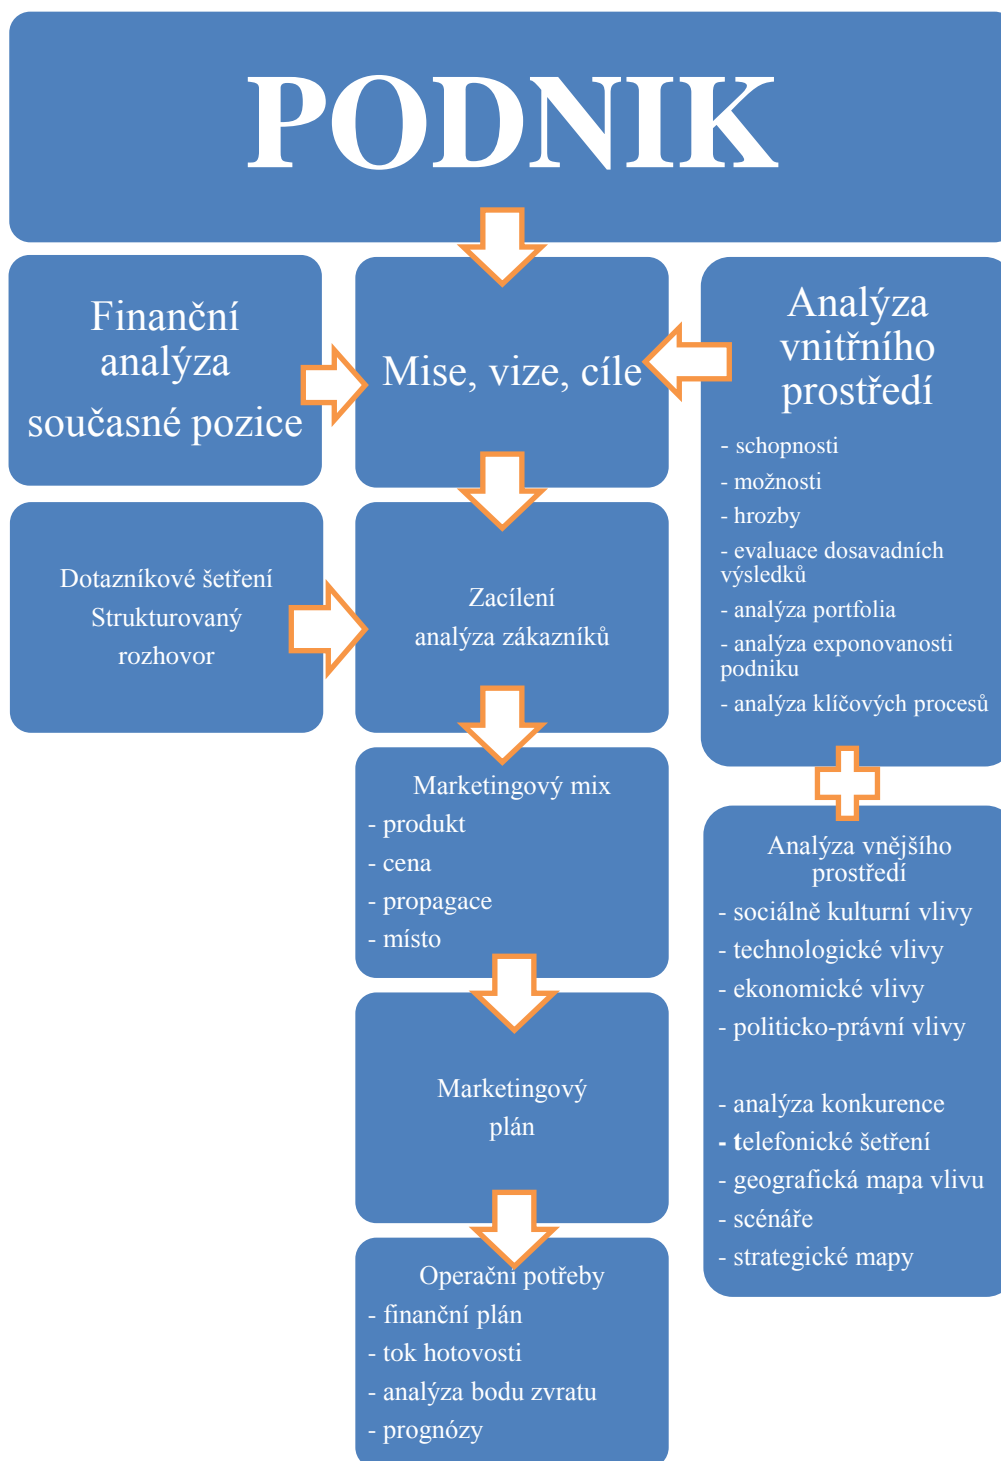 PODNIK
Finanční
analýza
současné pozice
Mise, vize, cíle
Analýza
vnitřního
prostředí
- schopnosti
- možnosti
- hrozby
- evaluace dosavadních
výsledků
- analýza portfolia
- analýza exponovanosti
podniku
- analýza klíčových procesů
Dotazníkové šetření
Strukturovaný
rozhovor
Zacílení
analýza zákazníků
Marketingový mix
- produkt
- cena
- propagace
- místo
Analýza vnějšího
prostředí
- sociálně kulturní vlivy
- technologické vlivy
- ekonomické vlivy
- politicko-právní vlivy
- analýza konkurence
- telefonické šetření
- geografická mapa vlivu
- scénáře
- strategické mapy
Marketingový
plán
Operační potřeby
- finanční plán
- tok hotovosti
- analýza bodu zvratu
- prognózy